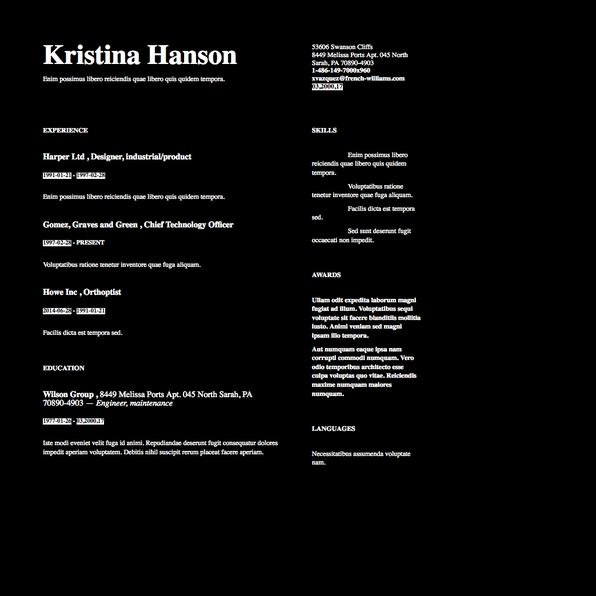 Kristina Hanson
Enim possimus libero reiciendis quae libero quis quidem tempora.
53606 Swanson Cliffs
8449 Melissa Ports Apt. 045 North
Sarah, PA 70890-4903
1-486-149-7000x960
xvazquez@french-williams.com
03.2000.17
EXPERIENCE
Harper Ltd , Designer, industrial/product
1991-01-21 - 1997-02-28
Enim possimus libero reiciendis quae libero quis quidem tempora.
Gomez, Graves and Green , Chief Technology Officer
1997-02-28 - PRESENT
Voluptatibus ratione tenetur inventore quae fuga aliquam.
Howe Inc , Orthoptist
2014-06-28 - 1991-01-21
Facilis dicta est tempora sed.
EDUCATION
Wilson Group , 8449 Melissa Ports Apt. 045 North Sarah, PA
70890-4903 — Engineer, maintenance
1977-01-28 - 03.2000.17
Iste modi eveniet velit fuga id animi. Repudiandae deserunt fugit consequatur dolores
impedit aperiam voluptatem. Debitis nihil suscipit rerum placeat facere aperiam.
SKILLS
Enim possimus libero
reiciendis quae libero quis quidem
tempora.
Voluptatibus ratione
tenetur inventore quae fuga aliquam.
Facilis dicta est tempora
sed.
Sed sunt deserunt fugit
occaecati non impedit.
AWARDS
Ullam odit expedita laborum magni
fugiat ad illum. Voluptatibus sequi
voluptate sit facere blanditiis mollitia
iusto. Animi veniam sed magni
ipsam illo tempora.
Aut numquam eaque ipsa nam
corrupti commodi numquam. Vero
odio temporibus architecto esse
culpa voluptas quo vitae. Reiciendis
maxime numquam maiores
numquam.
LANGUAGES
Necessitatibus assumenda voluptate
nam.